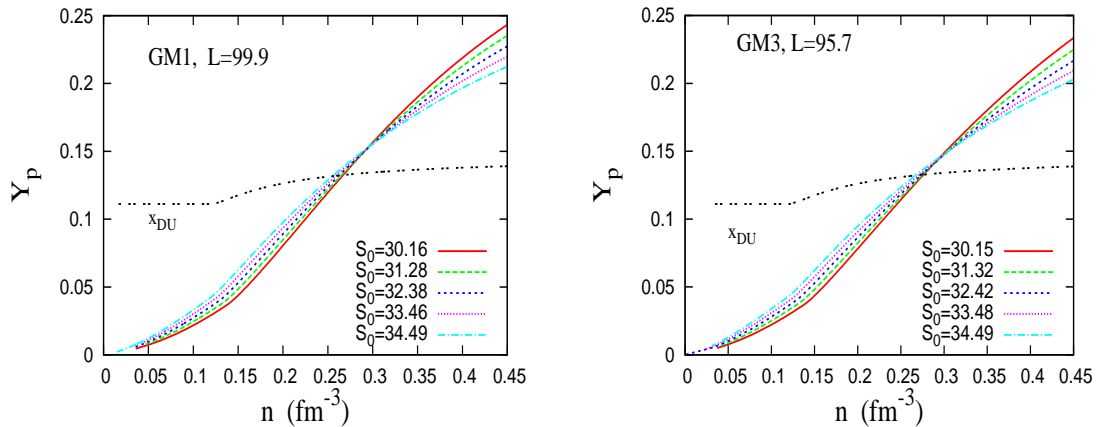 GM1, L=99.9
Y_p
0.25
0.2
0.15
0.1
0.05
0
x_DU
S_0=30.16
S_0=31.28
S_0=32.38
S_0=33.46
S_0=34.49
0 0.05 0.1 0.15 0.2 0.25 0.3 0.35 0.4 0.45
n (fm^-3)
GM3, L=95.7
Y_p
0.25
0.2
0.15
0.1
0.05
0
x_DU
S_0=30.15
S_0=31.32
S_0=32.42
S_0=33.48
S_0=34.49
0 0.05 0.1 0.15 0.2 0.25 0.3 0.35 0.4 0.45
n (fm^-3)